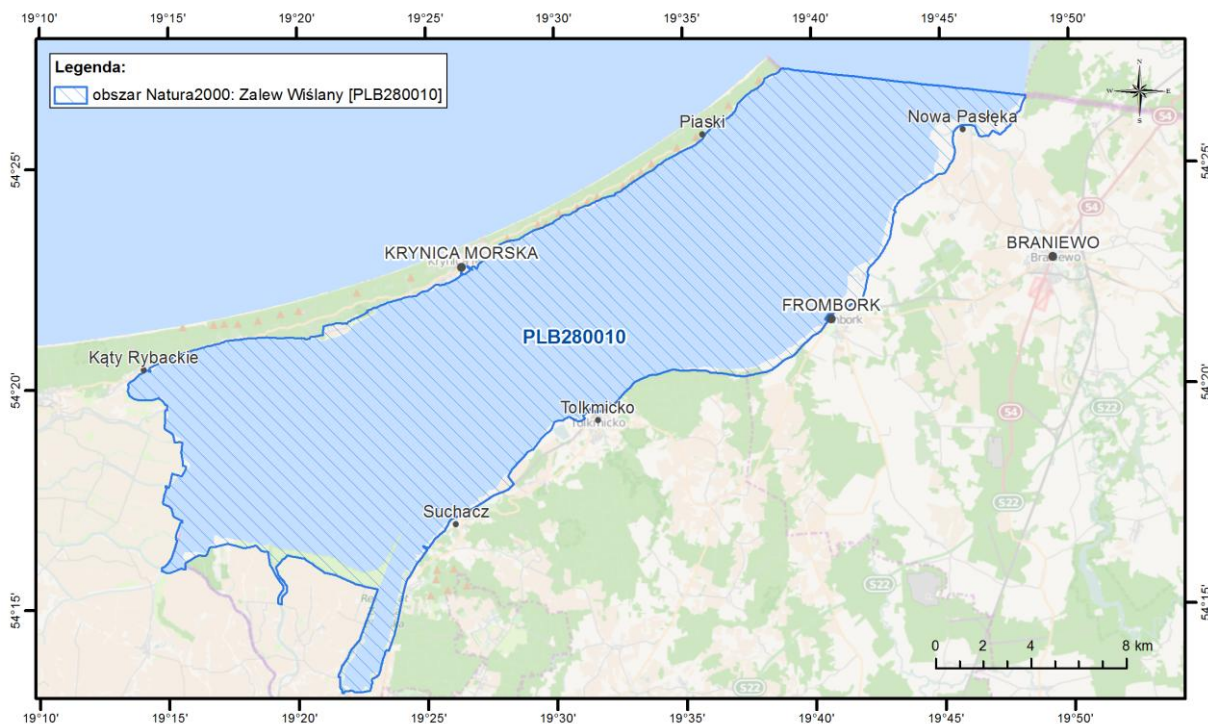 19°10' 19°15' 19°20' 19°25' 19°30' 19°35' 19°40' 19°45' 19°50'
Legenda:
obszar Natura2000: Zalew Wiślany [PLB280010]
N
W E
S
S4
Piaski
Nowa Pasłęka
54°25' 54°25'
S4
KRYNICA MORSKA
BRANIEWO
Braniewo
FROMBORK
PLB280010
Kąty Rybackie
54°20' 54°20'
Tolkmicko
Tolkmicko
S4
S22
Suchacz
S22
S22
54°15' 54°15'
0 2 4 8 km
S22
19°10' 19°15' 19°20' 19°25' 19°30' 19°35' 19°40' 19°45' 19°50'